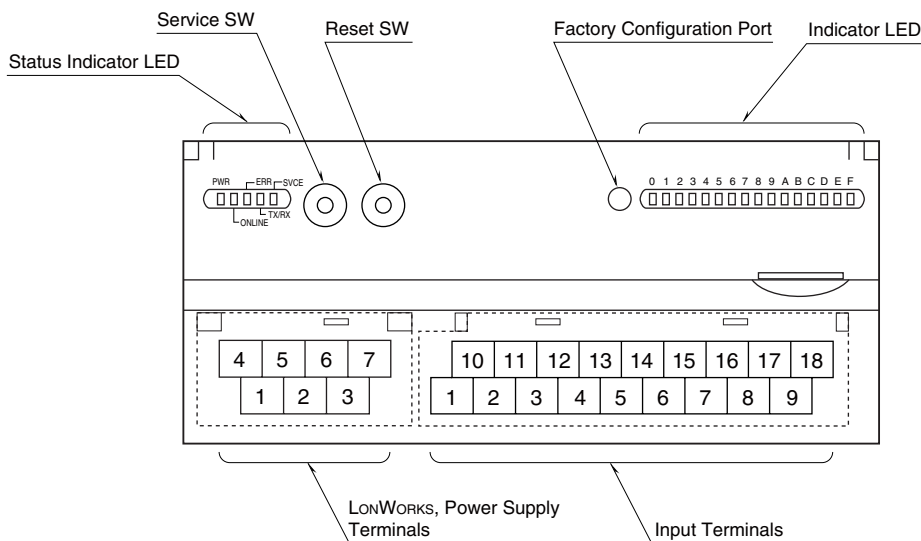 Service SW
Reset SW
Factory Configuration Port
Indicator LED
Status Indicator LED
PWR ERR SVCE
ONLINE TX/RX
0 1 2 3 4 5 6 7 8 9 A B C D E F
4 5 6 7
1 2 3
10 11 12 13 14 15 16 17 18
1 2 3 4 5 6 7 8 9
LONWORKS, Power Supply
Terminals
Input Terminals